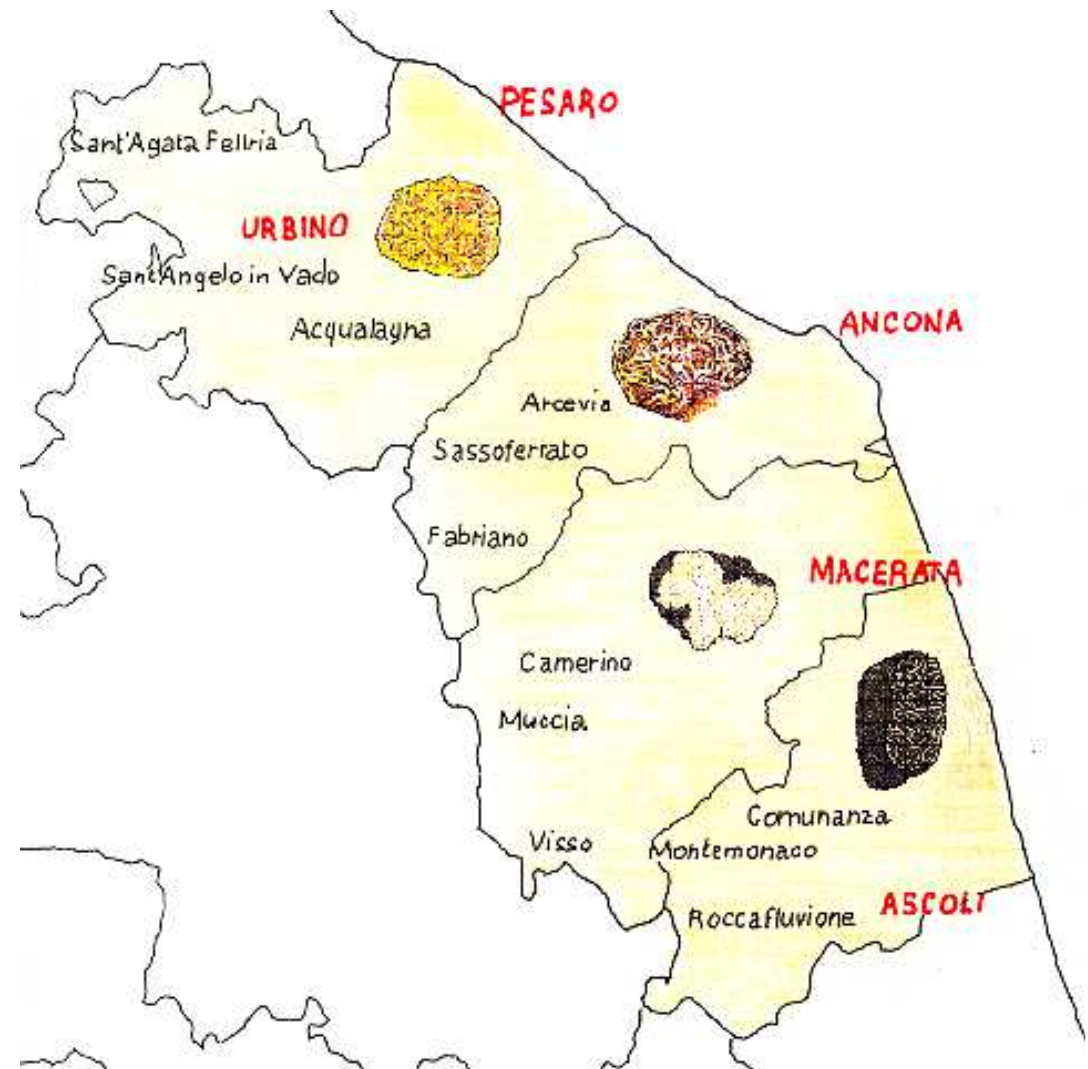 PESARO
Sant'Agata Feltria
URBINO
Sant'Angelo in Vado
Acqualagna
ANCONA
Arcevia
Sassoferrato
Fabriano
MACERATA
Camerino
Muccia
Comunanza
Visso
Montemonaco
Roccafluvione
ASCOLI